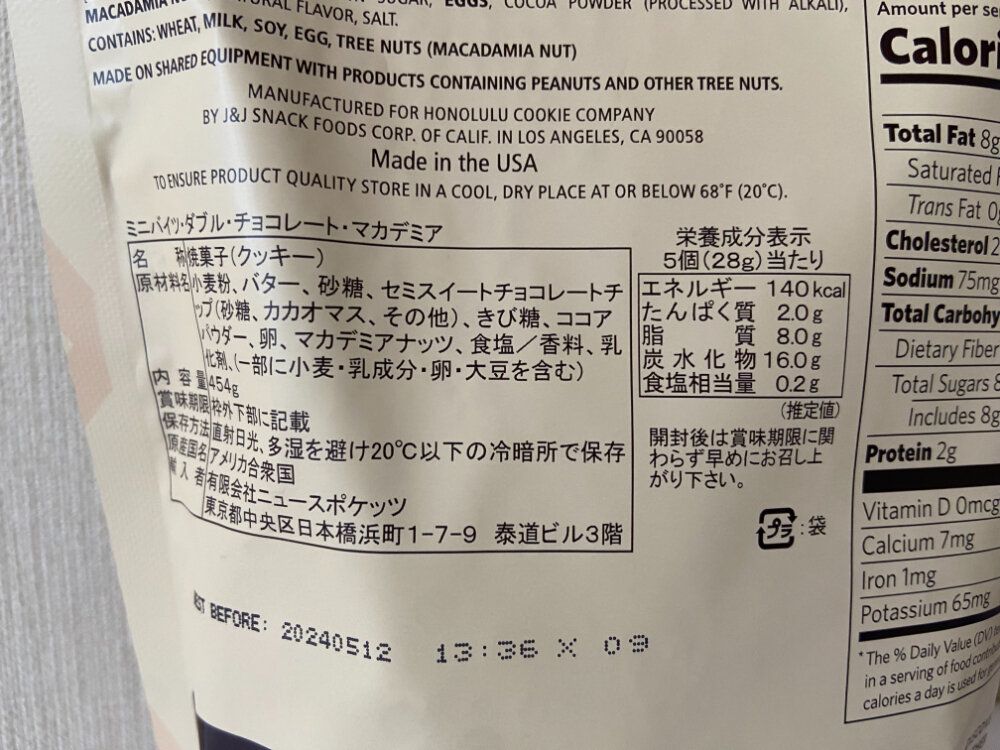 SUGAR, EGGS, COCOA POWDER (PROCESSED WITH ALKALI),
MACADAMIA NATURAL FLAVOR, SALT.
CONTAINS: WHEAT, MILK, SOY, EGG, TREE NUTS (MACADAMIA NUT)
MADE ON SHARED EQUIPMENT WITH PRODUCTS CONTAINING PEANUTS AND OTHER TREE NUTS.
MANUFACTURED FOR HONOLULU COOKIE COMPANY
BY J&J SNACK FOODS CORP. OF CALIF. IN LOS ANGELES, CA 90058
Made in the USA
TO ENSURE PRODUCT QUALITY STORE IN A COOL, DRY PLACE AT OR BELOW 68°F (20°C).
ミニバイツ・ダブル・チョコレート・マカデミア
名 称 焼菓子(クッキー)
原材料名 小麦粉、バター、砂糖、セミスイートチョコレートチ
ップ(砂糖、カカオマス、その他)、きび糖、ココア
パウダー、卵、マカデミアナッツ、食塩/香料、乳
化剤、(一部に小麦・乳成分・卵・大豆を含む)
内容量 454g
賞味期限 枠外下部に記載
保存方法 直射日光、多湿を避け20℃以下の冷暗所で保存
原産国名 アメリカ合衆国
輸入者 有限会社ニュースポケッツ
東京都中央区日本橋浜町1-7-9 泰道ビル3階
栄養成分表示
5個(28g)当たり
エネルギー 140kcal
たんぱく質 2.0g
脂質 8.0g
炭水化物 16.0g
食塩相当量 0.2g
(推定値)
開封後は賞味期限に関
わらず早めにお召し上
がり下さい。
プラ :袋
BEFORE: 20240512 13:36 X 09
Amount per
Total Fat 8g
Saturated
Trans Fat
Cholesterol
Sodium 75mg
Total
Dietary Fiber
Total Sugars
Includes 8g
Protein 2g
Vitamin D 0mcg
Calcium 7mg
Iron 1mg
Potassium 65mg
*The % Daily Value (DV)
in a serving of food
calories a day is used